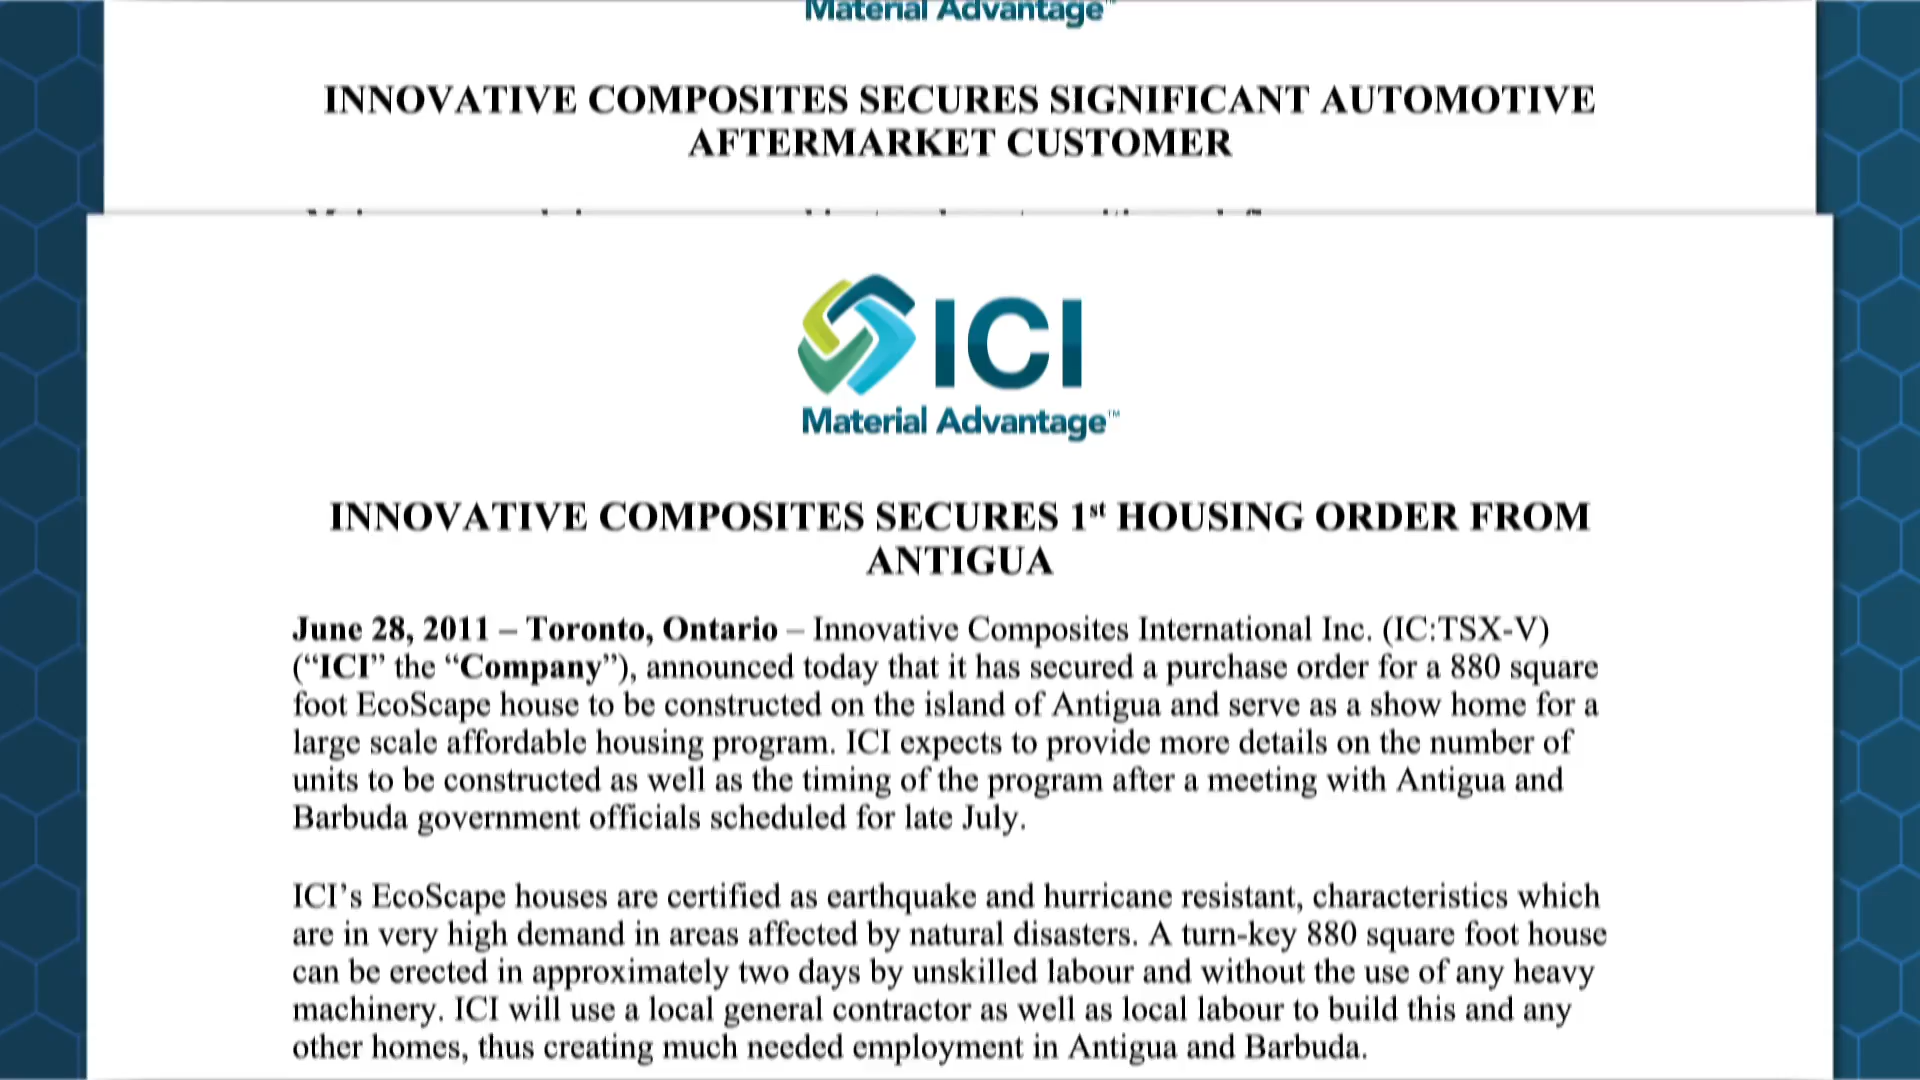 Material Advantage™
INNOVATIVE COMPOSITES SECURES SIGNIFICANT AUTOMOTIVE
AFTERMARKET CUSTOMER
ICI
Material Advantage™
INNOVATIVE COMPOSITES SECURES 1st HOUSING ORDER FROM
ANTIGUA
June 28, 2011 – Toronto, Ontario – Innovative Composites International Inc. (IC:TSX-V)
(“ICI” the “Company”), announced today that it has secured a purchase order for a 880 square
foot EcoScape house to be constructed on the island of Antigua and serve as a show home for a
large scale affordable housing program. ICI expects to provide more details on the number of
units to be constructed as well as the timing of the program after a meeting with Antigua and
Barbuda government officials scheduled for late July.
ICI’s EcoScape houses are certified as earthquake and hurricane resistant, characteristics which
are in very high demand in areas affected by natural disasters. A turn-key 880 square foot house
can be erected in approximately two days by unskilled labour and without the use of any heavy
machinery. ICI will use a local general contractor as well as local labour to build this and any
other homes, thus creating much needed employment in Antigua and Barbuda.